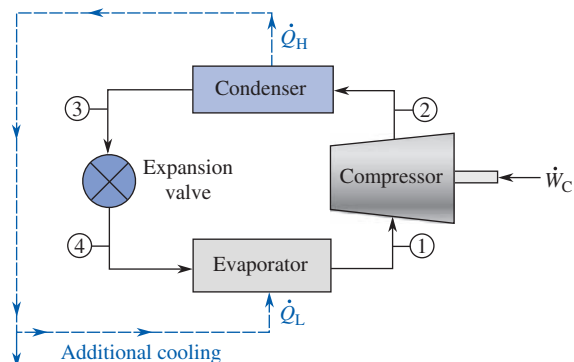 Q̇H
Condenser
3
2
Expansion
valve
Compressor
ẆC
4
Evaporator
1
Q̇L
Additional cooling